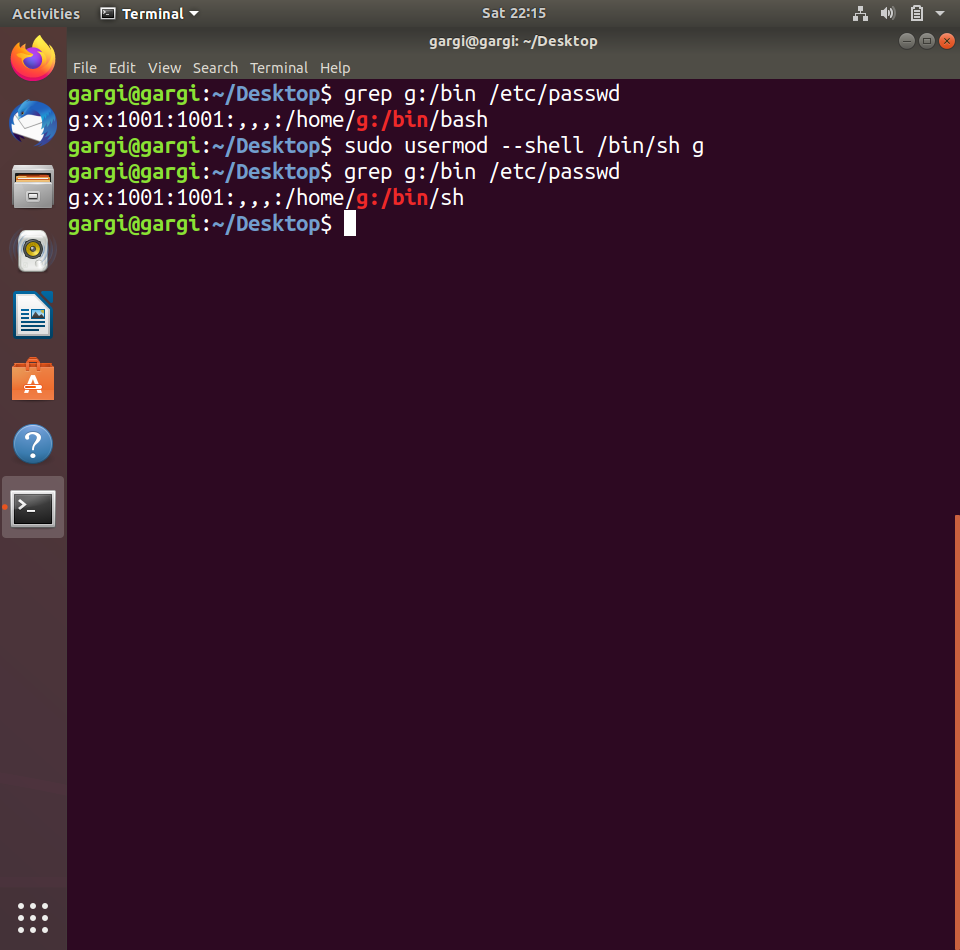 Activities Terminal Sat 22:15
gargi@gargi: ~/Desktop
File Edit View Search Terminal Help
gargi@gargi:~/Desktop$ grep g:/bin /etc/passwd
g:x:1001:1001:,,,:/home/g:/bin/bash
gargi@gargi:~/Desktop$ sudo usermod --shell /bin/sh g
gargi@gargi:~/Desktop$ grep g:/bin /etc/passwd
g:x:1001:1001:,,,:/home/g:/bin/sh
gargi@gargi:~/Desktop$